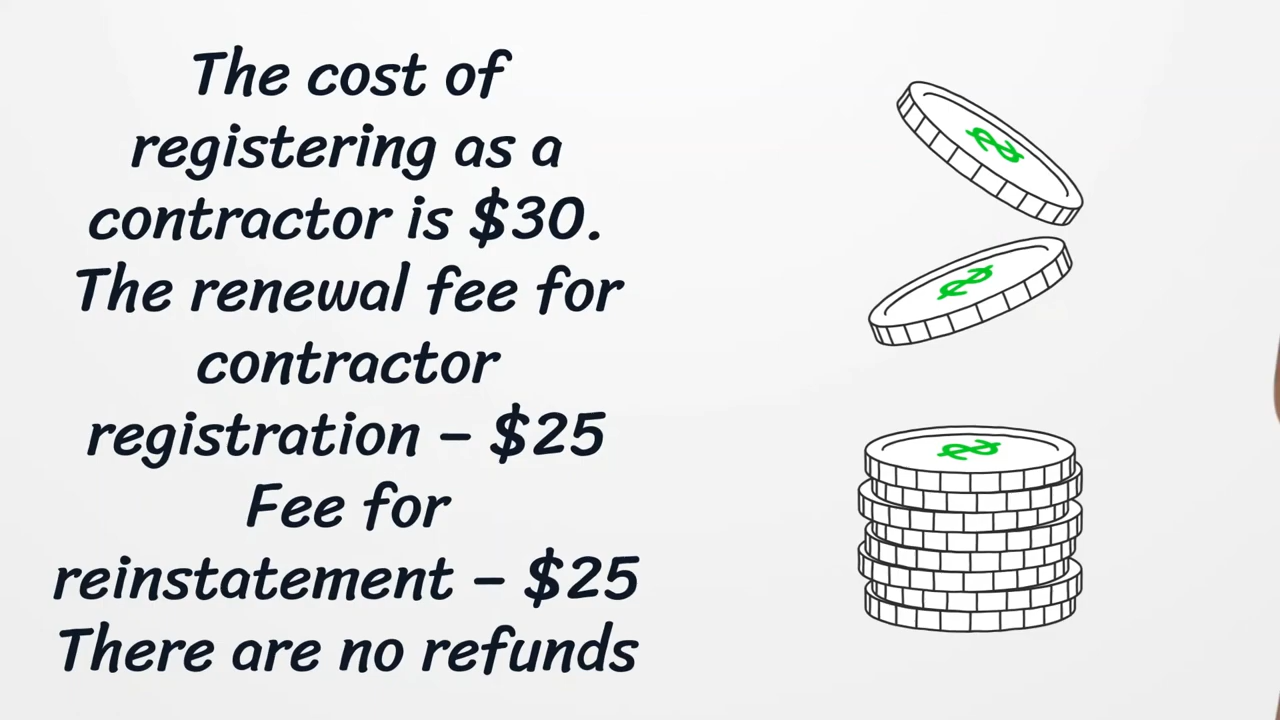 The cost of
registering as a
contractor is $30.
The renewal fee for
contractor
registration – $25
Fee for
reinstatement – $25
There are no refunds
$
$
$